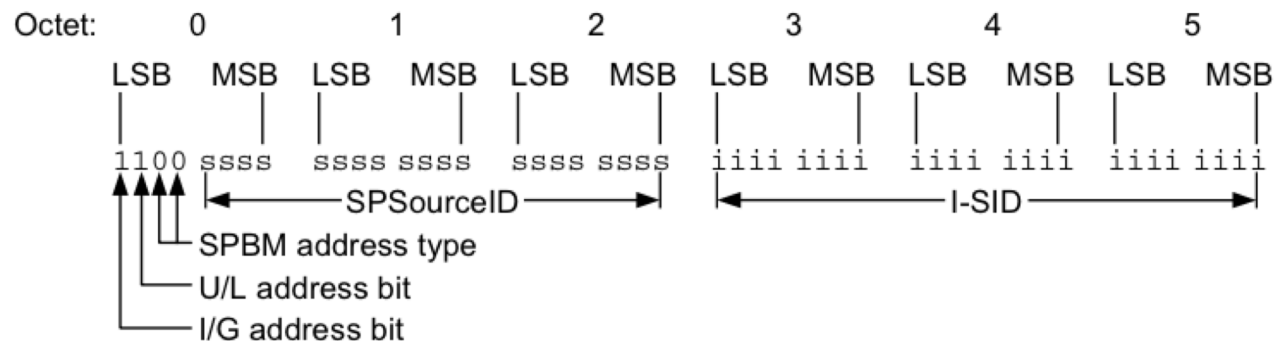 Octet: 0 1 2 3 4 5
LSB MSB LSB MSB LSB MSB LSB MSB LSB MSB LSB MSB
1100 ssss ssss ssss ssss ssss iiii iiii iiii iiii iiii iiii
SPSourceID I-SID
SPBM address type
U/L address bit
I/G address bit